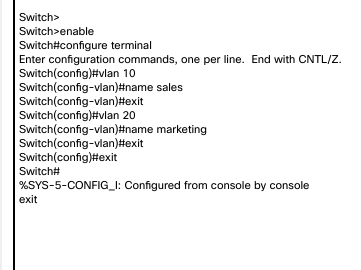 Switch>
Switch>enable
Switch#configure terminal
Enter configuration commands, one per line. End with CNTL/Z.
Switch(config)#vlan 10
Switch(config-vlan)#name sales
Switch(config-vlan)#exit
Switch(config)#vlan 20
Switch(config-vlan)#name marketing
Switch(config-vlan)#exit
Switch(config)#exit
Switch#
%SYS-5-CONFIG_I: Configured from console by console
exit